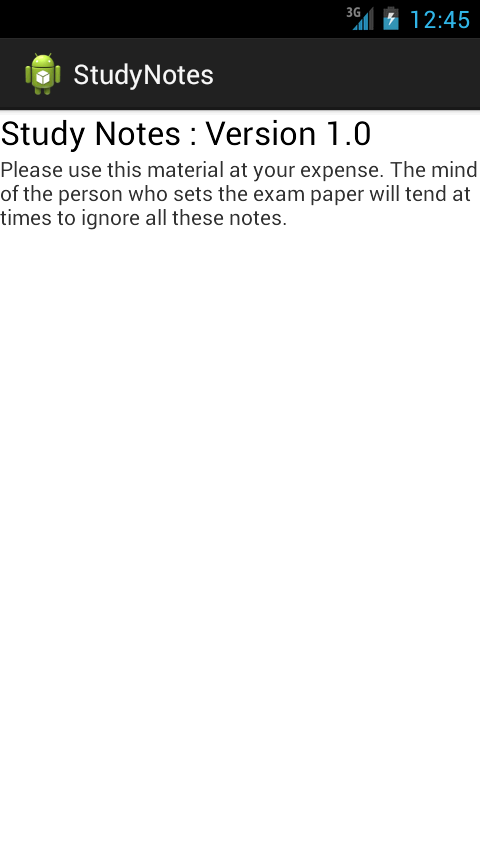 3G 12:45
StudyNotes
Study Notes : Version 1.0
Please use this material at your expense. The mind
of the person who sets the exam paper will tend at
times to ignore all these notes.